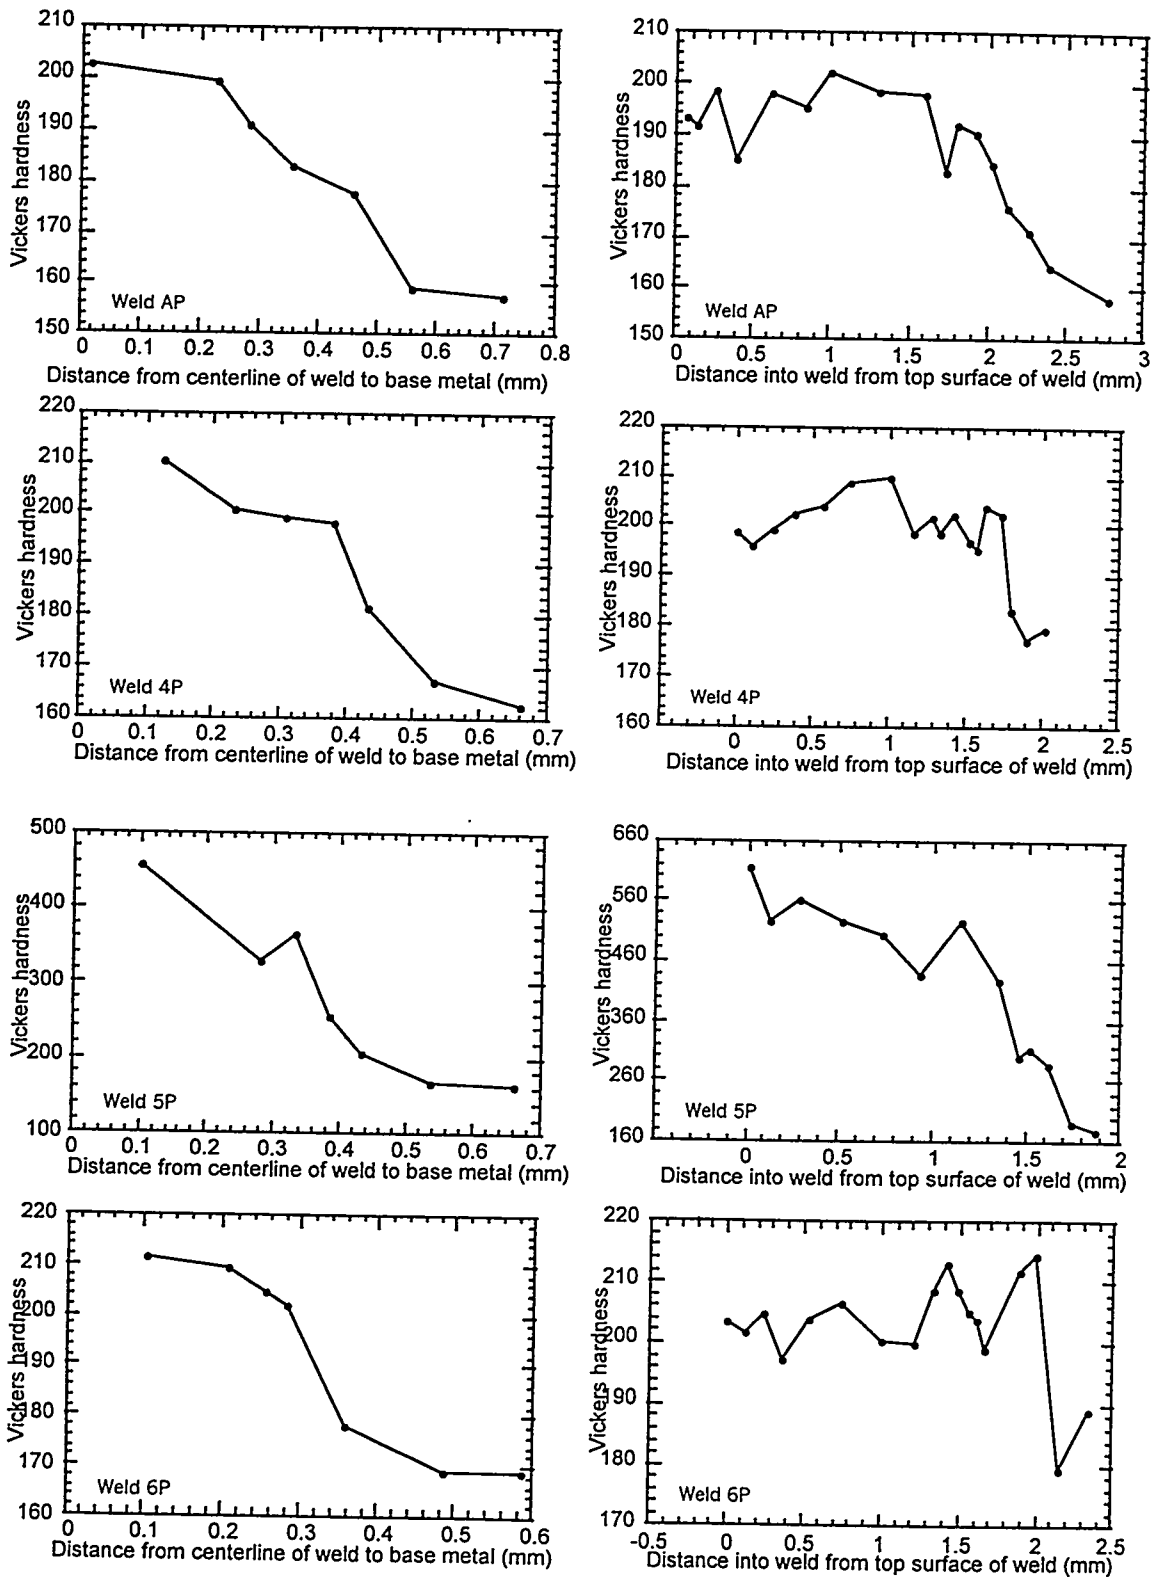 210
200
190
180
170
160
150
Vickers hardness
Weld AP
0 0.1 0.2 0.3 0.4 0.5 0.6 0.7 0.8
Distance from centerline of weld to base metal (mm)
210
200
190
180
170
160
150
Vickers hardness
Weld AP
0 0.5 1 1.5 2 2.5 3
Distance into weld from top surface of weld (mm)
220
210
200
190
180
170
160
Vickers hardness
Weld 4P
0 0.1 0.2 0.3 0.4 0.5 0.6 0.7
Distance from centerline of weld to base metal (mm)
220
210
200
190
180
170
160
Vickers hardness
Weld 4P
0 0.5 1 1.5 2 2.5
Distance into weld from top surface of weld (mm)
500
400
300
200
100
Vickers hardness
Weld 5P
0 0.1 0.2 0.3 0.4 0.5 0.6 0.7
Distance from centerline of weld to base metal (mm)
660
560
460
360
260
160
Vickers hardness
Weld 5P
0 0.5 1 1.5 2
Distance into weld from top surface of weld (mm)
220
210
200
190
180
170
160
Vickers hardness
Weld 6P
0 0.1 0.2 0.3 0.4 0.5 0.6
Distance from centerline of weld to base metal (mm)
220
210
200
190
180
170
Vickers hardness
Weld 6P
-0.5 0 0.5 1 1.5 2 2.5
Distance into weld from top surface of weld (mm)